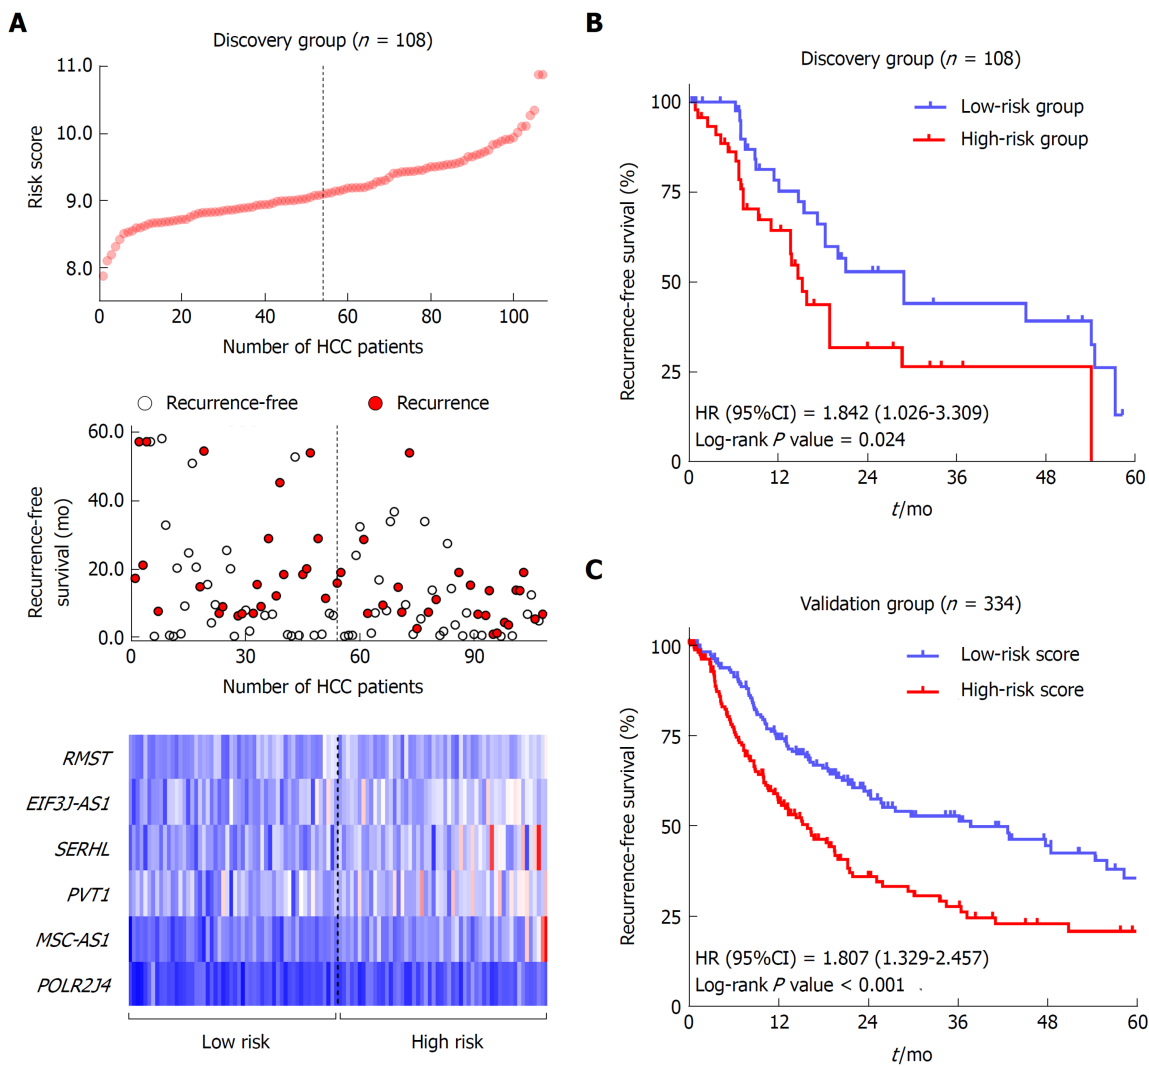 A
Discovery group (n = 108)
11.0
10.0
9.0
8.0
Risk score
0 20 40 60 80 100
Number of HCC patients
Recurrence-free Recurrence
60.0
40.0
20.0
0.0
Recurrence-free
survival (mo)
0 30 60 90
Number of HCC patients
RMST
EIF3J-AS1
SERHL
PVT1
MSC-AS1
POLR2J4
Low risk High risk
B
Discovery group (n = 108)
Low-risk group
High-risk group
100
75
50
25
0
Recurrence-free survival (%)
HR (95%CI) = 1.842 (1.026-3.309)
Log-rank P value = 0.024
0 12 24 36 48 60
t/mo
C
Validation group (n = 334)
Low-risk score
High-risk score
100
75
50
25
0
Recurrence-free survival (%)
HR (95%CI) = 1.807 (1.329-2.457)
Log-rank P value < 0.001
0 12 24 36 48 60
t/mo